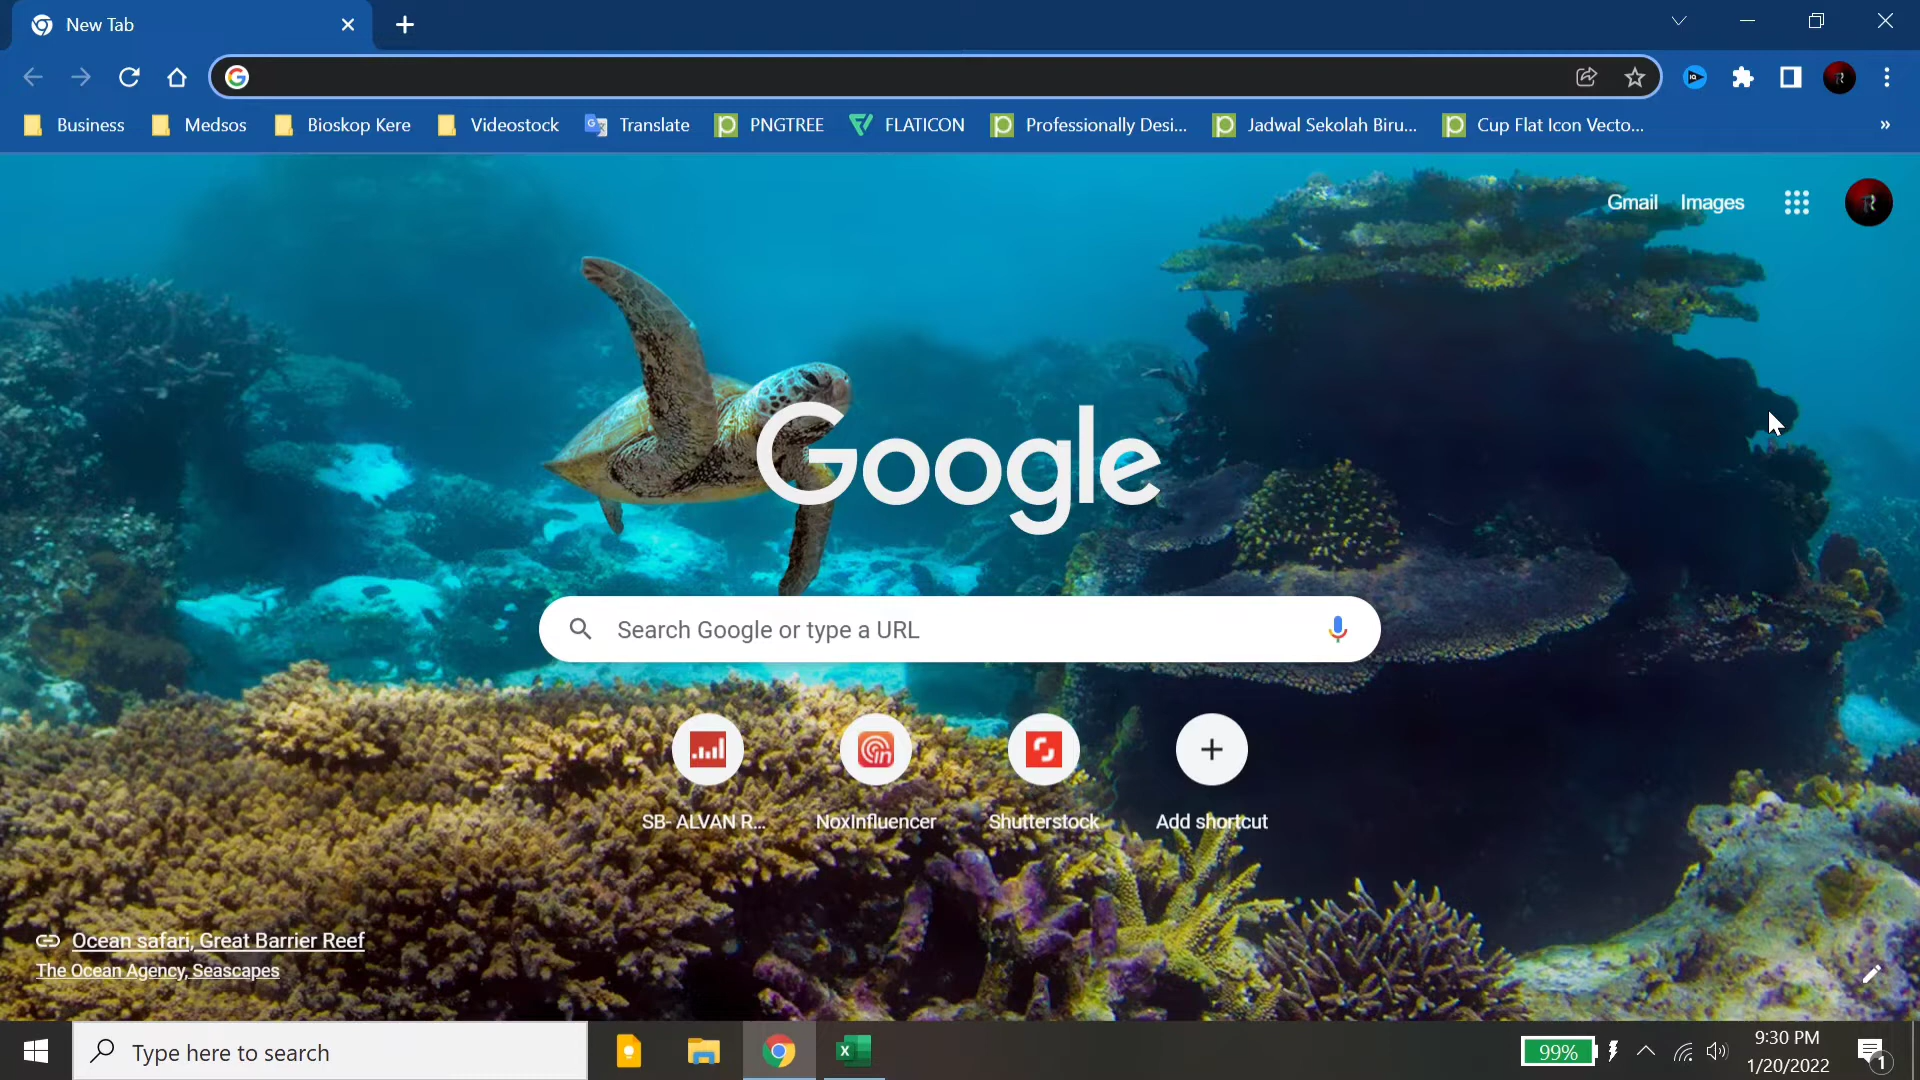 New Tab
Business
Medsos
Bioskop Kere
Videostock
Translate
PNGTREE
FLATICON
Professionally Desi...
Jadwal Sekolah Biru...
Cup Flat Icon Vecto...
»
Gmail
Images
Google
Search Google or type a URL
SB- ALVAN R...
NoxInfluencer
Shutterstock
Add shortcut
Ocean safari, Great Barrier Reef
The Ocean Agency, Seascapes
Type here to search
99%
9:30 PM
1/20/2022
1